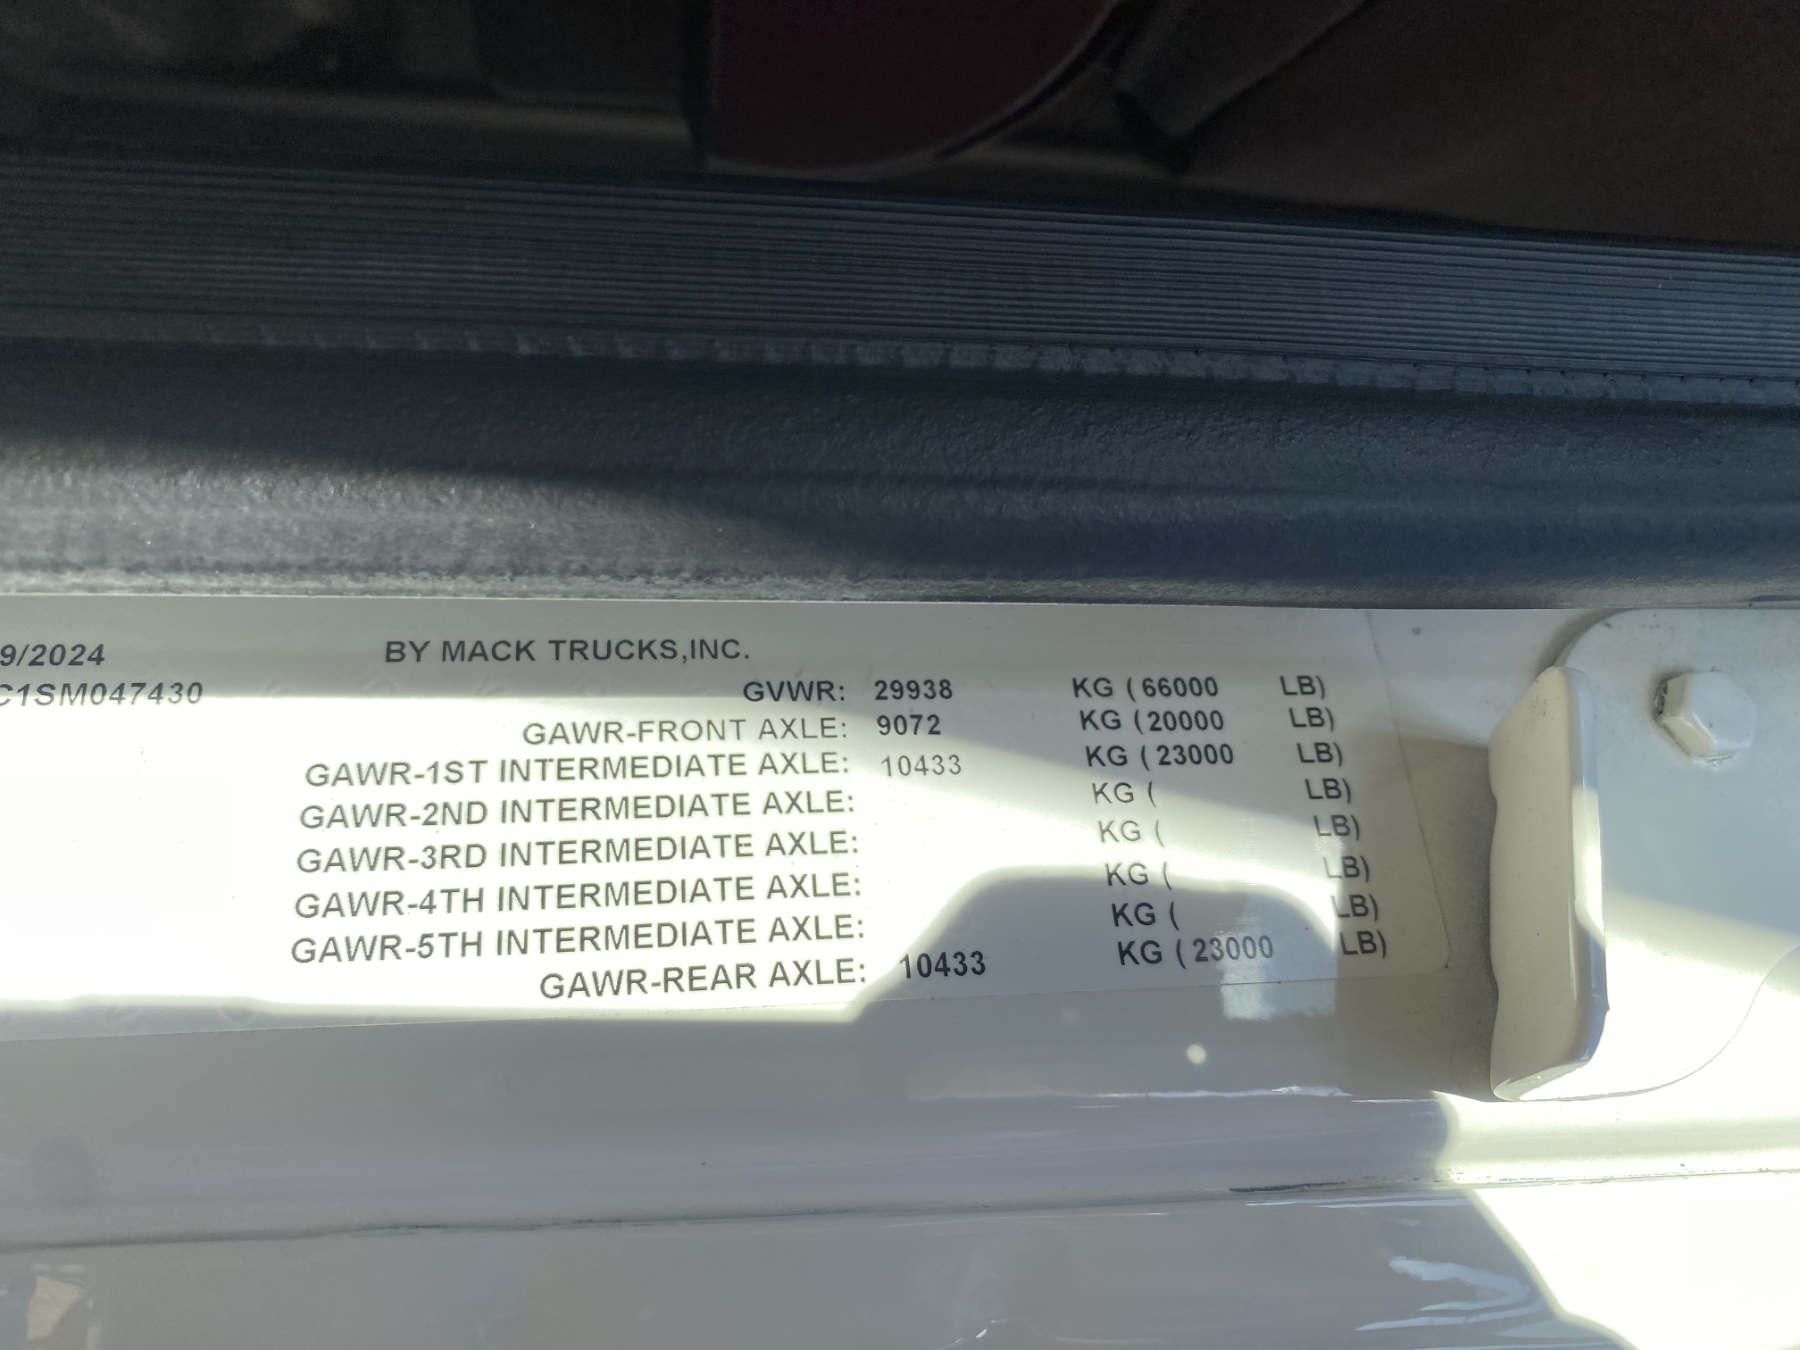 9/2024 BY MACK TRUCKS,INC.
C1SM047430 GVWR: 29938 KG (66000 LB)
GAWR-FRONT AXLE: 9072 KG (20000 LB)
GAWR-1ST INTERMEDIATE AXLE: 10433 KG (23000 LB)
GAWR-2ND INTERMEDIATE AXLE: KG ( LB)
GAWR-3RD INTERMEDIATE AXLE: KG ( LB)
GAWR-4TH INTERMEDIATE AXLE: KG ( LB)
GAWR-5TH INTERMEDIATE AXLE: KG ( LB)
GAWR-REAR AXLE: 10433 KG (23000 LB)